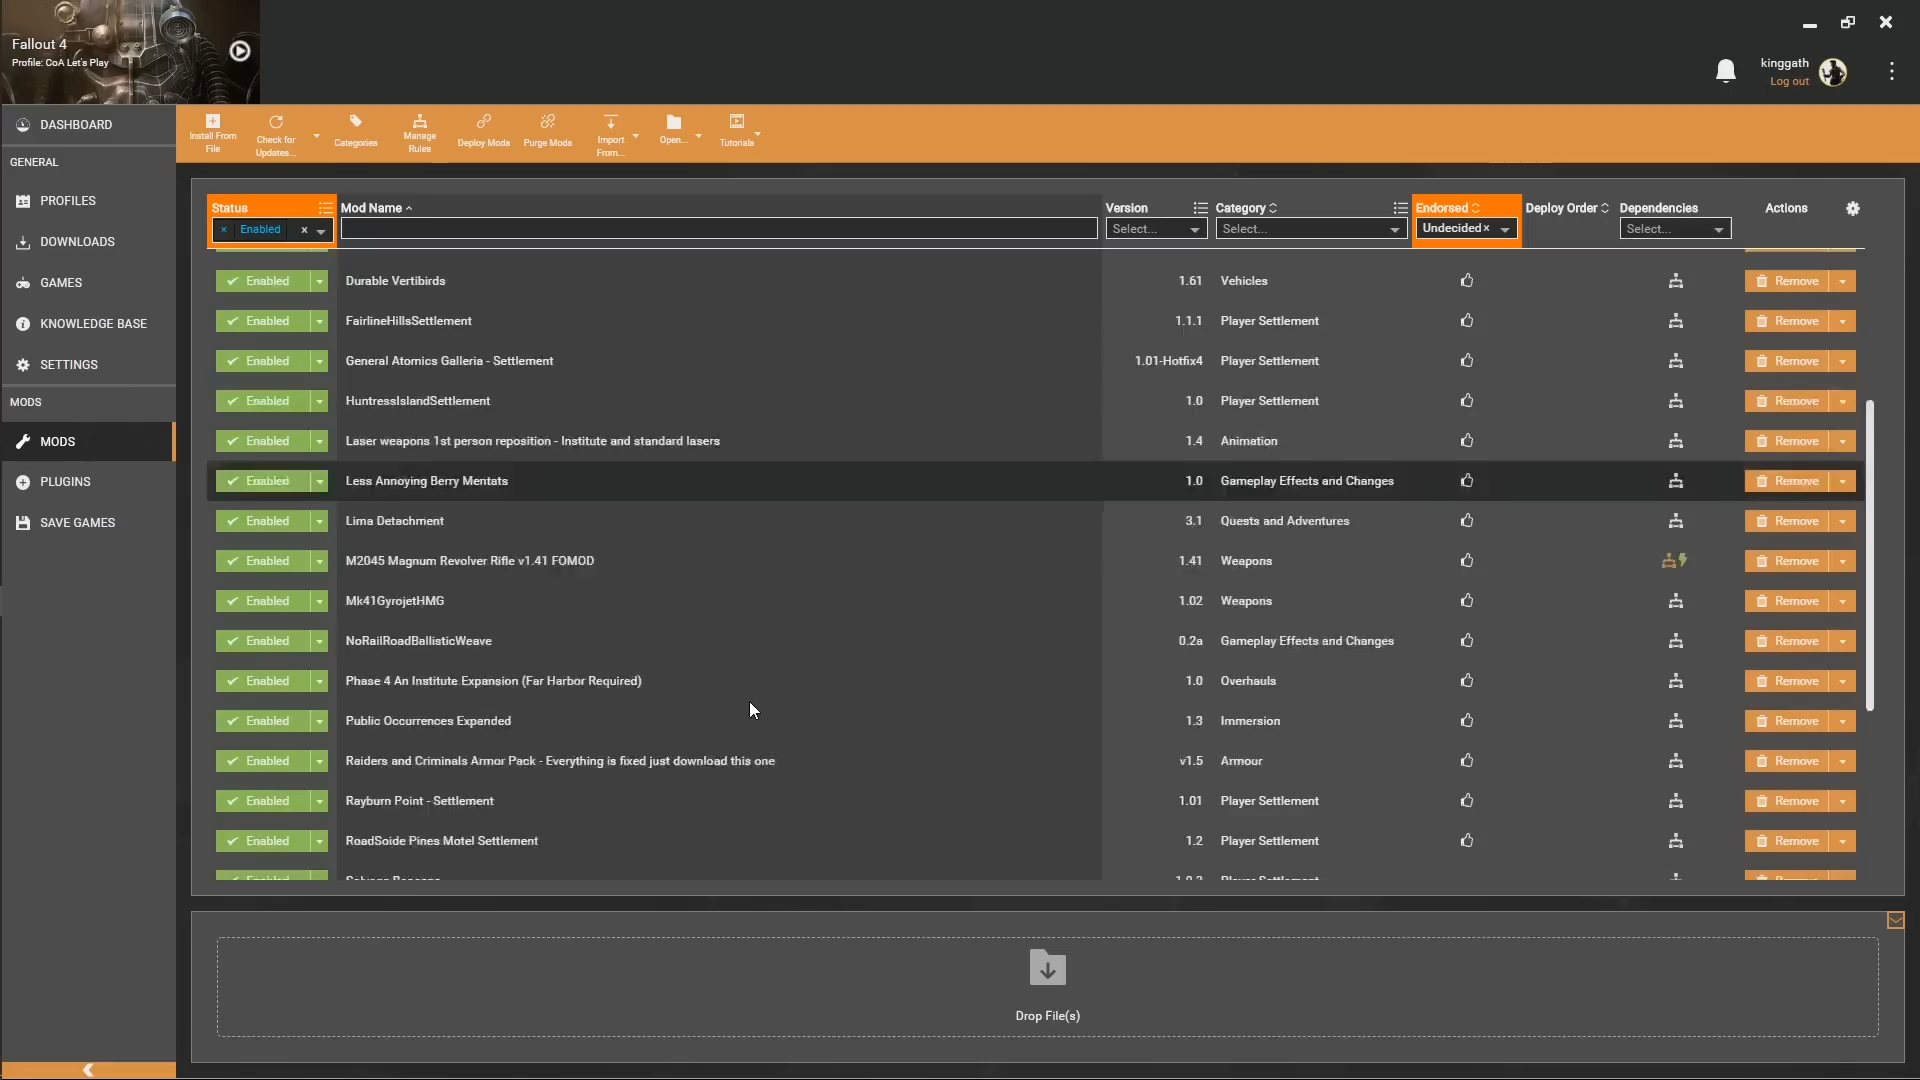 Fallout 4
Profile: CoA Let's Play
kinggath
Log out
DASHBOARD
GENERAL
PROFILES
DOWNLOADS
GAMES
KNOWLEDGE BASE
SETTINGS
MODS
MODS
PLUGINS
SAVE GAMES
Install From File
Check for Updates...
Categories
Manage Rules
Deploy Mods
Purge Mods
Import From...
Open...
Tutorials
Status Mod Name Version Category Endorsed Deploy Order Dependencies Actions
× Enabled × Select... Select... Undecided× Select...
Enabled Durable Vertibirds 1.61 Vehicles Remove
Enabled FairlineHillsSettlement 1.1.1 Player Settlement Remove
Enabled General Atomics Galleria - Settlement 1.01-Hotfix4 Player Settlement Remove
Enabled HuntressIslandSettlement 1.0 Player Settlement Remove
Enabled Laser weapons 1st person reposition - Institute and standard lasers 1.4 Animation Remove
Enabled Less Annoying Berry Mentats 1.0 Gameplay Effects and Changes Remove
Enabled Lima Detachment 3.1 Quests and Adventures Remove
Enabled M2045 Magnum Revolver Rifle v1.41 FOMOD 1.41 Weapons Remove
Enabled Mk41GyrojetHMG 1.02 Weapons Remove
Enabled NoRailRoadBallisticWeave 0.2a Gameplay Effects and Changes Remove
Enabled Phase 4 An Institute Expansion (Far Harbor Required) 1.0 Overhauls Remove
Enabled Public Occurrences Expanded 1.3 Immersion Remove
Enabled Raiders and Criminals Armor Pack - Everything is fixed just download this one v1.5 Armour Remove
Enabled Rayburn Point - Settlement 1.01 Player Settlement Remove
Enabled RoadSoide Pines Motel Settlement 1.2 Player Settlement Remove
Drop File(s)